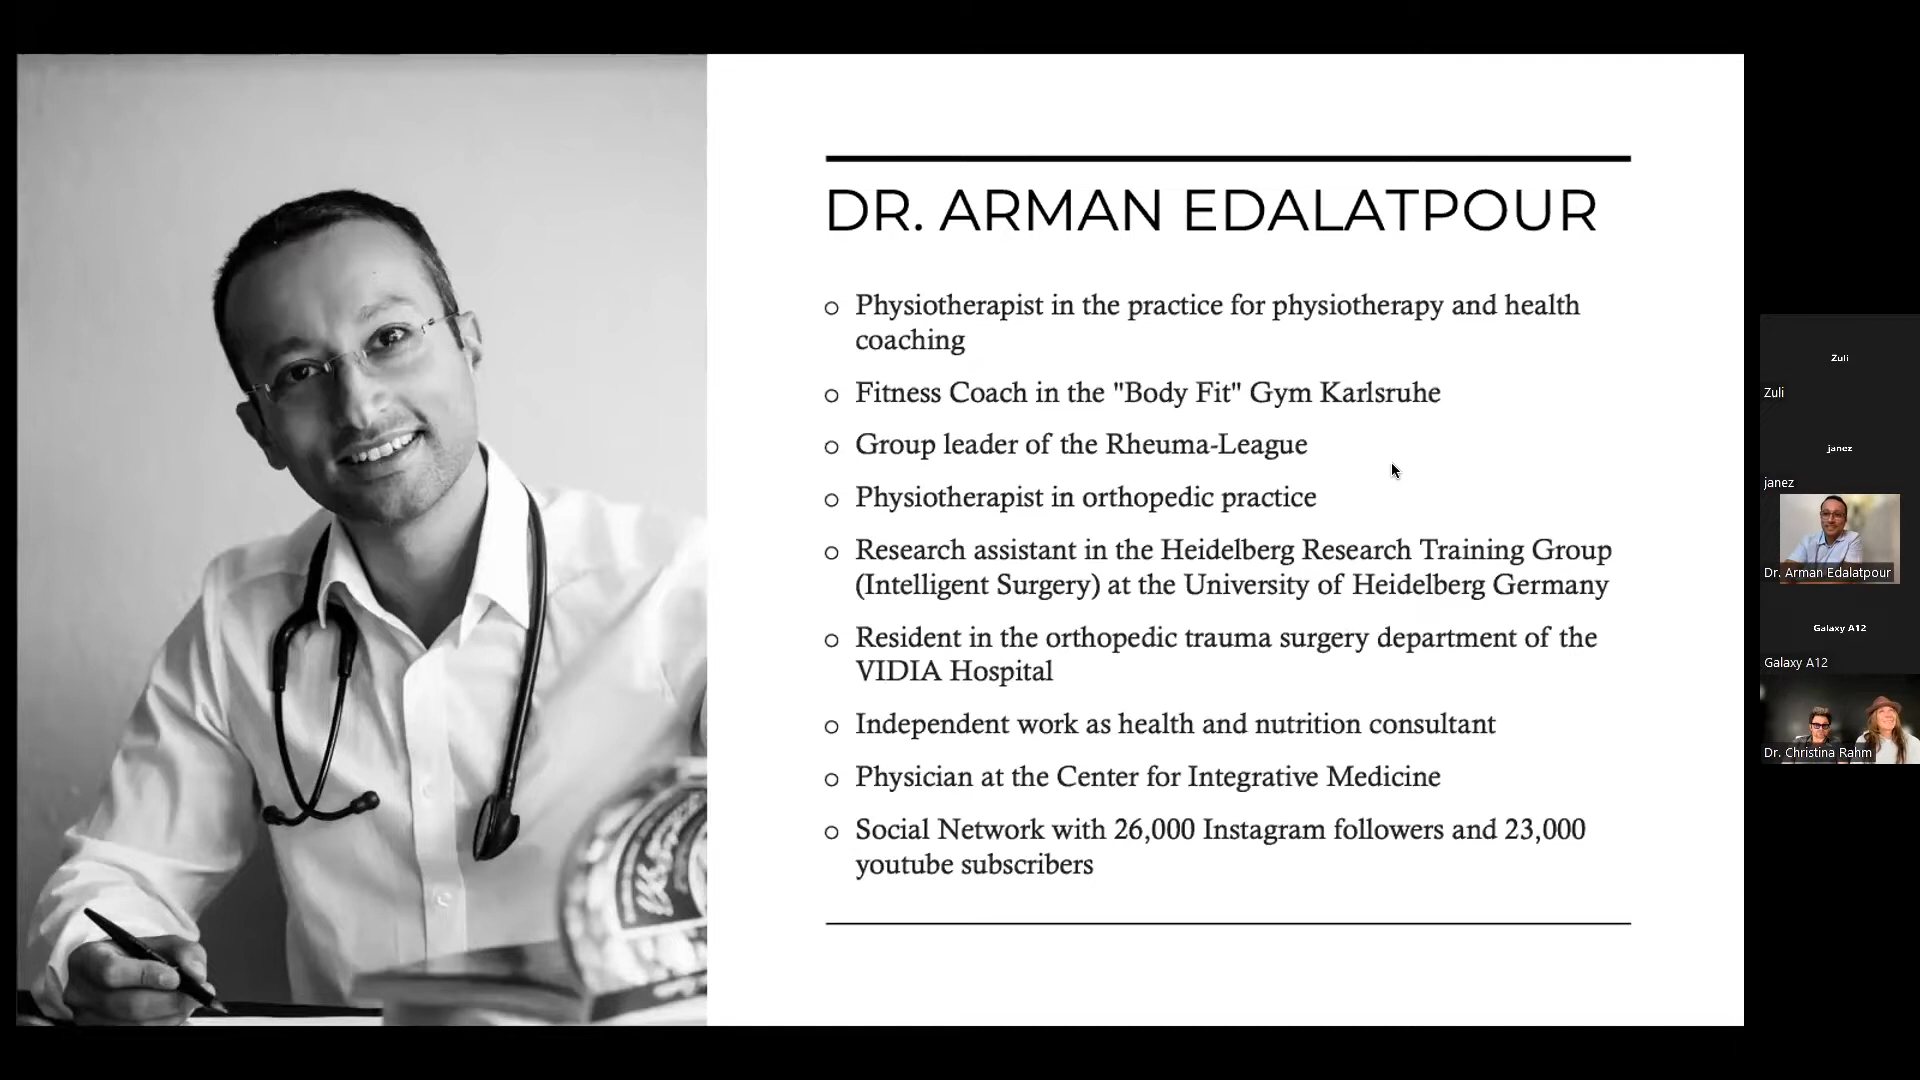 DR. ARMAN EDALATPOUR
o Physiotherapist in the practice for physiotherapy and health
coaching
o Fitness Coach in the "Body Fit" Gym Karlsruhe
o Group leader of the Rheuma-League
o Physiotherapist in orthopedic practice
o Research assistant in the Heidelberg Research Training Group
(Intelligent Surgery) at the University of Heidelberg Germany
o Resident in the orthopedic trauma surgery department of the
VIDIA Hospital
o Independent work as health and nutrition consultant
o Physician at the Center for Integrative Medicine
o Social Network with 26,000 Instagram followers and 23,000
youtube subscribers
Zuli
Zuli
janez
janez
Dr. Arman Edalatpour
Galaxy A12
Galaxy A12
Dr. Christina Rahm